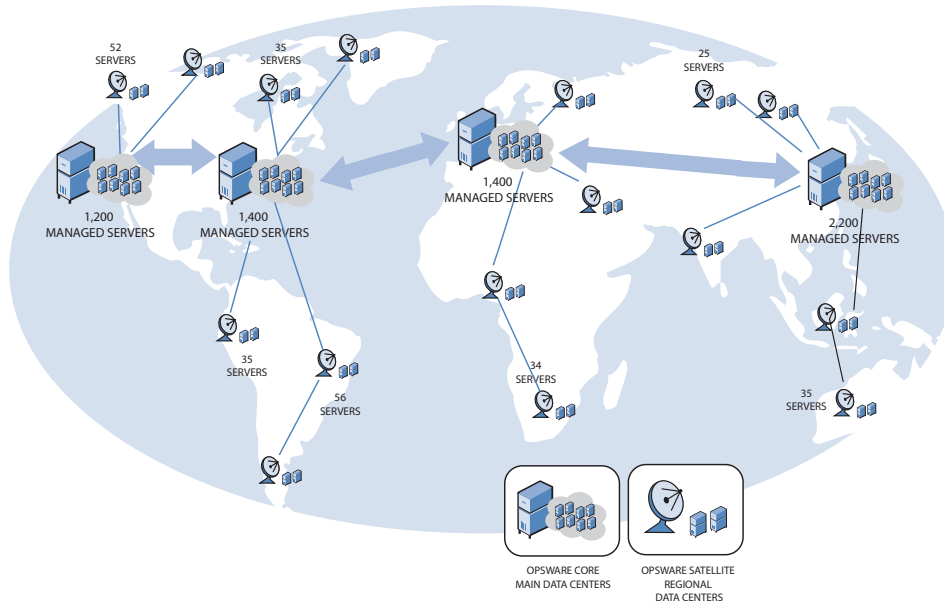 52
SERVERS
35
SERVERS
25
SERVERS
1,200
MANAGED SERVERS
1,400
MANAGED SERVERS
1,400
MANAGED SERVERS
2,200
MANAGED SERVERS
35
SERVERS
56
SERVERS
34
SERVERS
35
SERVERS
OPSWARE CORE
MAIN DATA CENTERS
OPSWARE SATELLITE
REGIONAL
DATA CENTERS